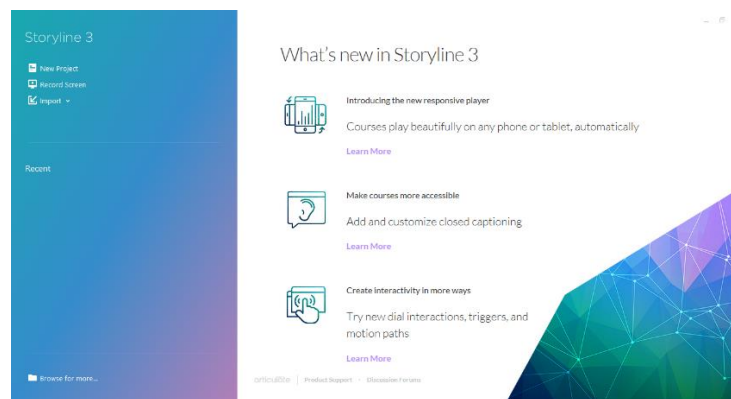 Storyline 3
New Project
Record Screen
Import
Recent
Browse for more...
What's new in Storyline 3
Introducing the new responsive player
Courses play beautifully on any phone or tablet, automatically
Learn More
Make courses more accessible
Add and customize closed captioning
Learn More
Create interactivity in more ways
Try new dial interactions, triggers, and
motion paths
Learn More
articulate | Product Support - Discussion Forums